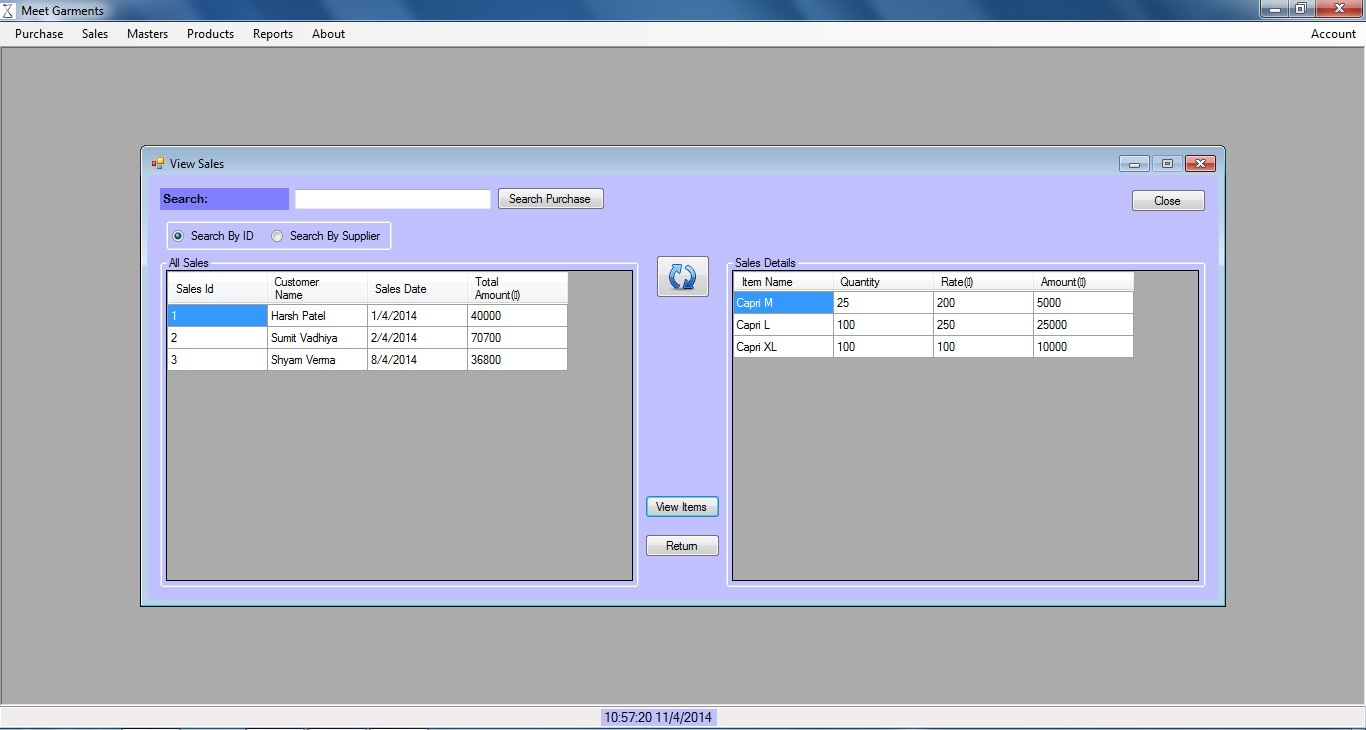 Meet Garments
Purchase Sales Masters Products Reports About Account
View Sales
Search: Search Purchase Close
Search By ID Search By Supplier
All Sales
Sales Id Customer Name Sales Date Total Amount(₹)
1 Harsh Patel 1/4/2014 40000
2 Sumit Vadhiya 2/4/2014 70700
3 Shyam Verma 8/4/2014 36800
Sales Details
Item Name Quantity Rate(₹) Amount(₹)
Capri M 25 200 5000
Capri L 100 250 25000
Capri XL 100 100 10000
View Items
Return
10:57:20 11/4/2014